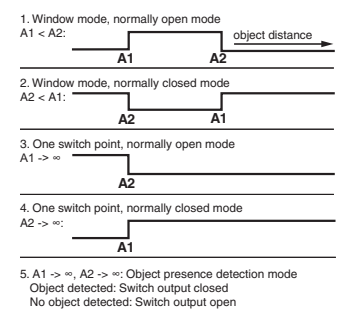 1. Window mode, normally open mode
A1 < A2:
object distance
A1 A2
2. Window mode, normally closed mode
A2 < A1:
A2 A1
3. One switch point, normally open mode
A1 -> ∞
A2
4. One switch point, normally closed mode
A2 -> ∞:
A1
5. A1 -> ∞, A2 -> ∞: Object presence detection mode
Object detected: Switch output closed
No object detected: Switch output open